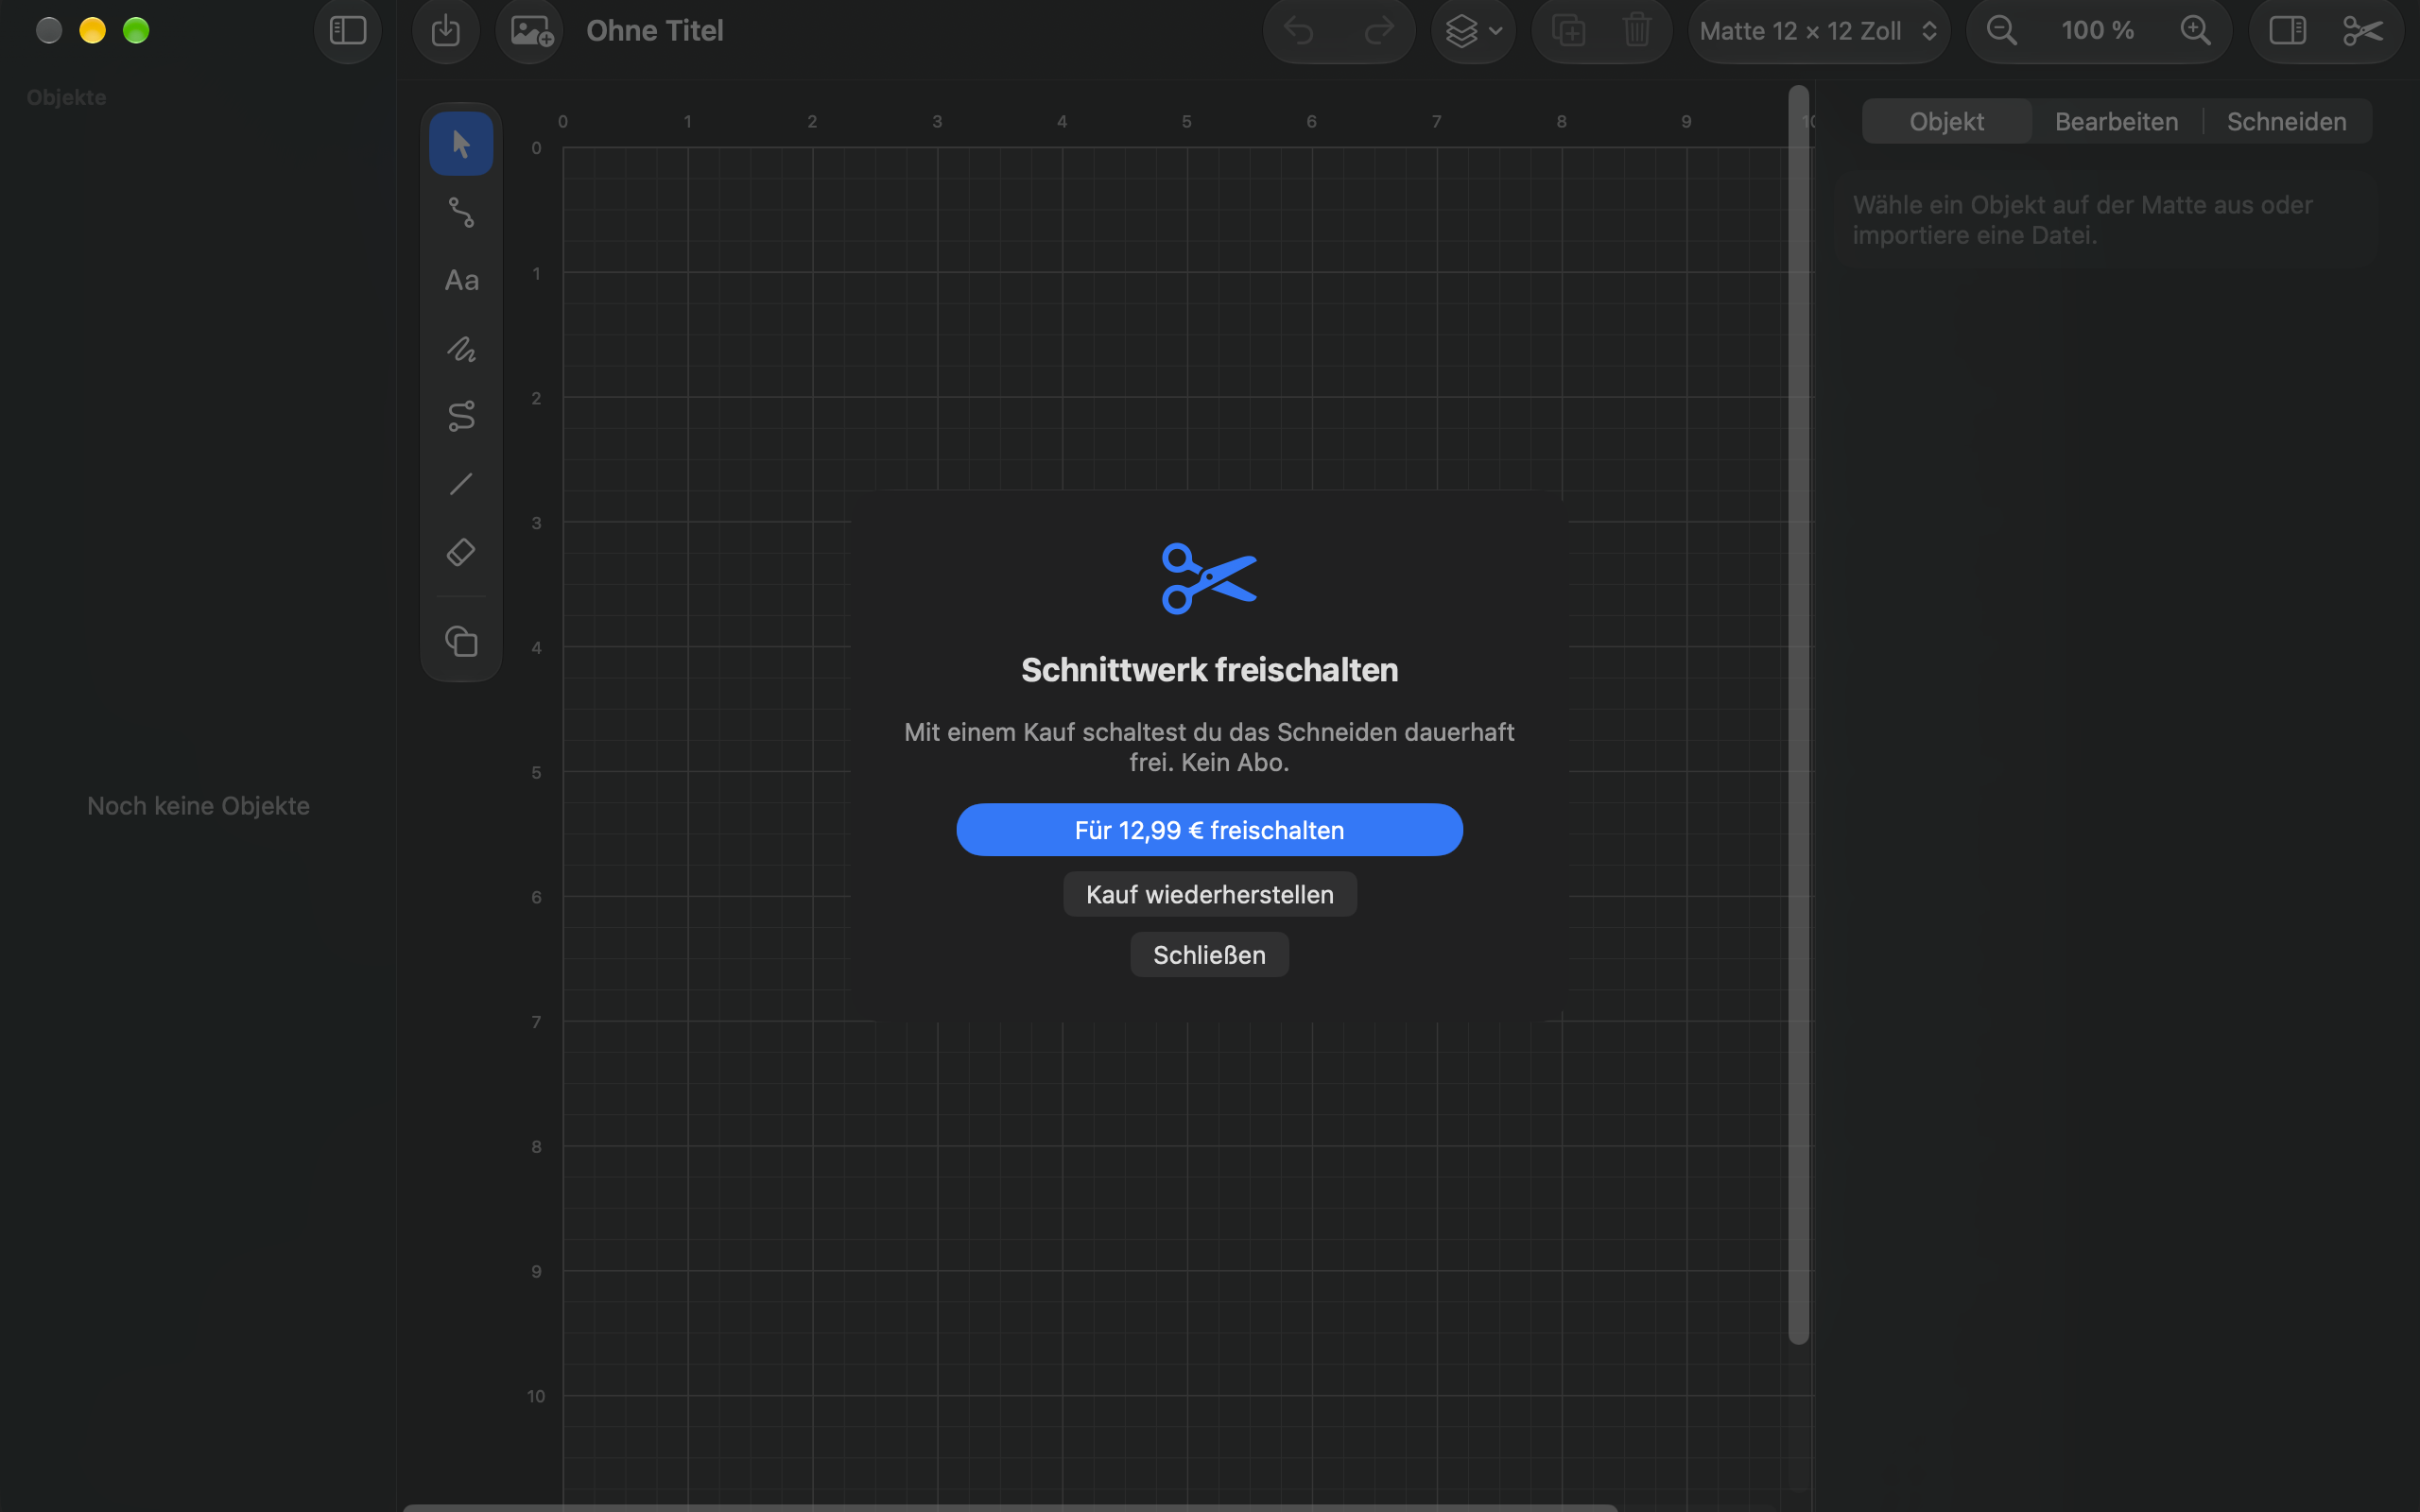 Ohne Titel
Matte 12 × 12 Zoll
100 %
Objekte
Objekt
Bearbeiten
Schneiden
0 1 2 3 4 5 6 7 8 9 10
Wähle ein Objekt auf der Matte aus oder
importiere eine Datei.
Aa
0
1
2
3
4
5
6
7
8
9
10
Noch keine Objekte
Schnittwerk freischalten
Mit einem Kauf schaltest du das Schneiden dauerhaft
frei. Kein Abo.
Für 12,99 € freischalten
Kauf wiederherstellen
Schließen